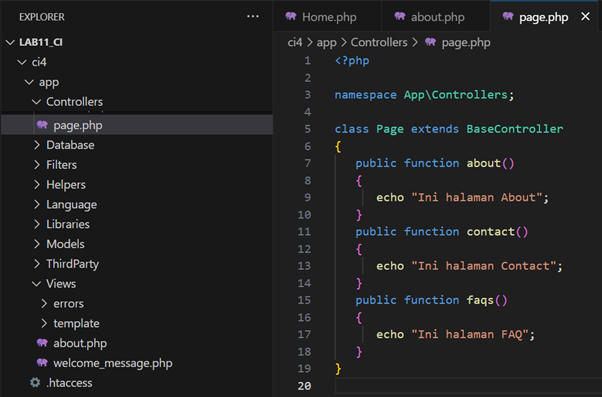 EXPLORER
LAB11_CI
ci4
app
Controllers
page.php
Database
Filters
Helpers
Language
Libraries
Models
ThirdParty
Views
errors
template
about.php
welcome_message.php
.htaccess
Home.php about.php page.php
ci4 > app > Controllers > page.php
1 <?php
2
3 namespace App\Controllers;
4
5 class Page extends BaseController
6 {
7 public function about()
8 {
9 echo "Ini halaman About";
10 }
11 public function contact()
12 {
13 echo "Ini halaman Contact";
14 }
15 public function faqs()
16 {
17 echo "Ini halaman FAQ";
18 }
19 }
20